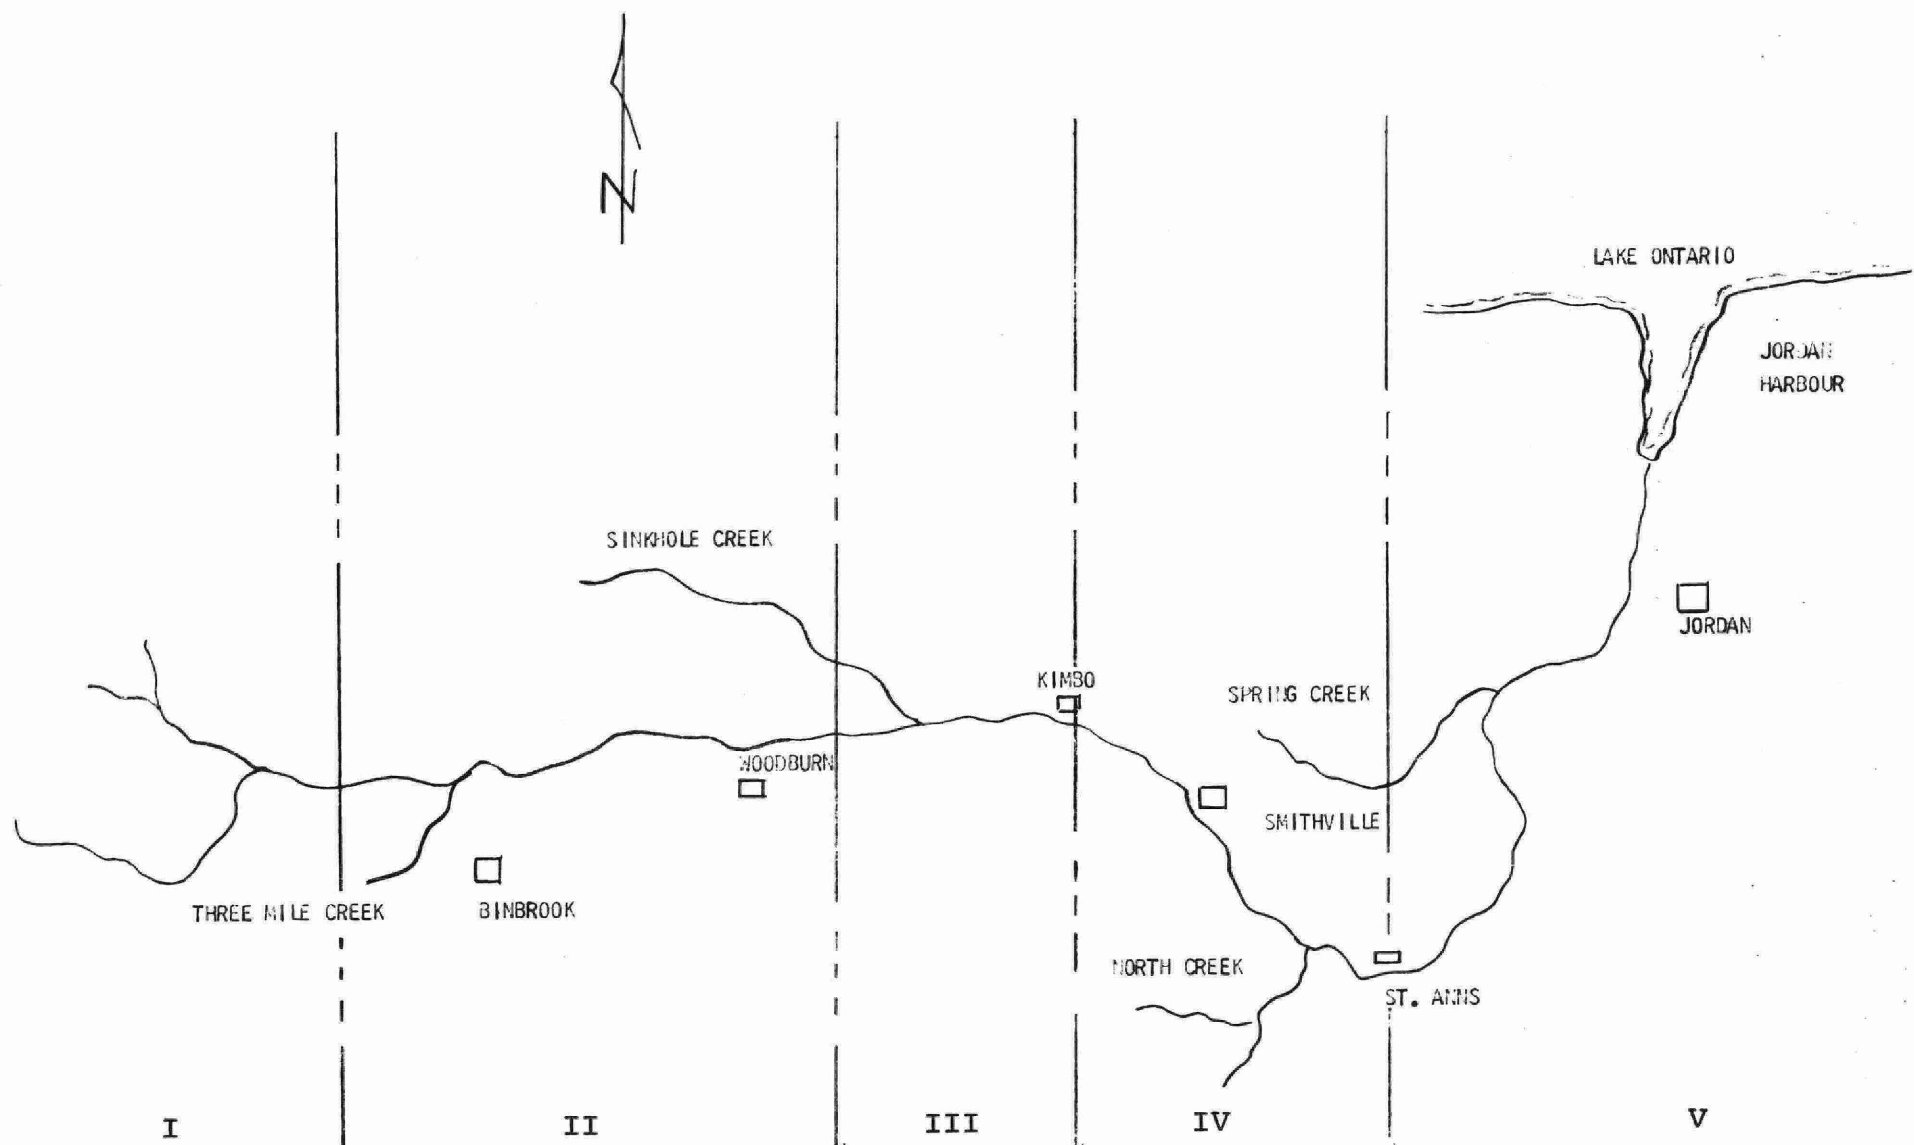 N
LAKE ONTARIO
JORDAN
HARBOUR
SINKHOLE CREEK
JORDAN
KIMBO
SPRING CREEK
WOODBURN
SMITHVILLE
THREE MILE CREEK
BINBROOK
NORTH CREEK
ST. ANNS
I
II
III
IV
V